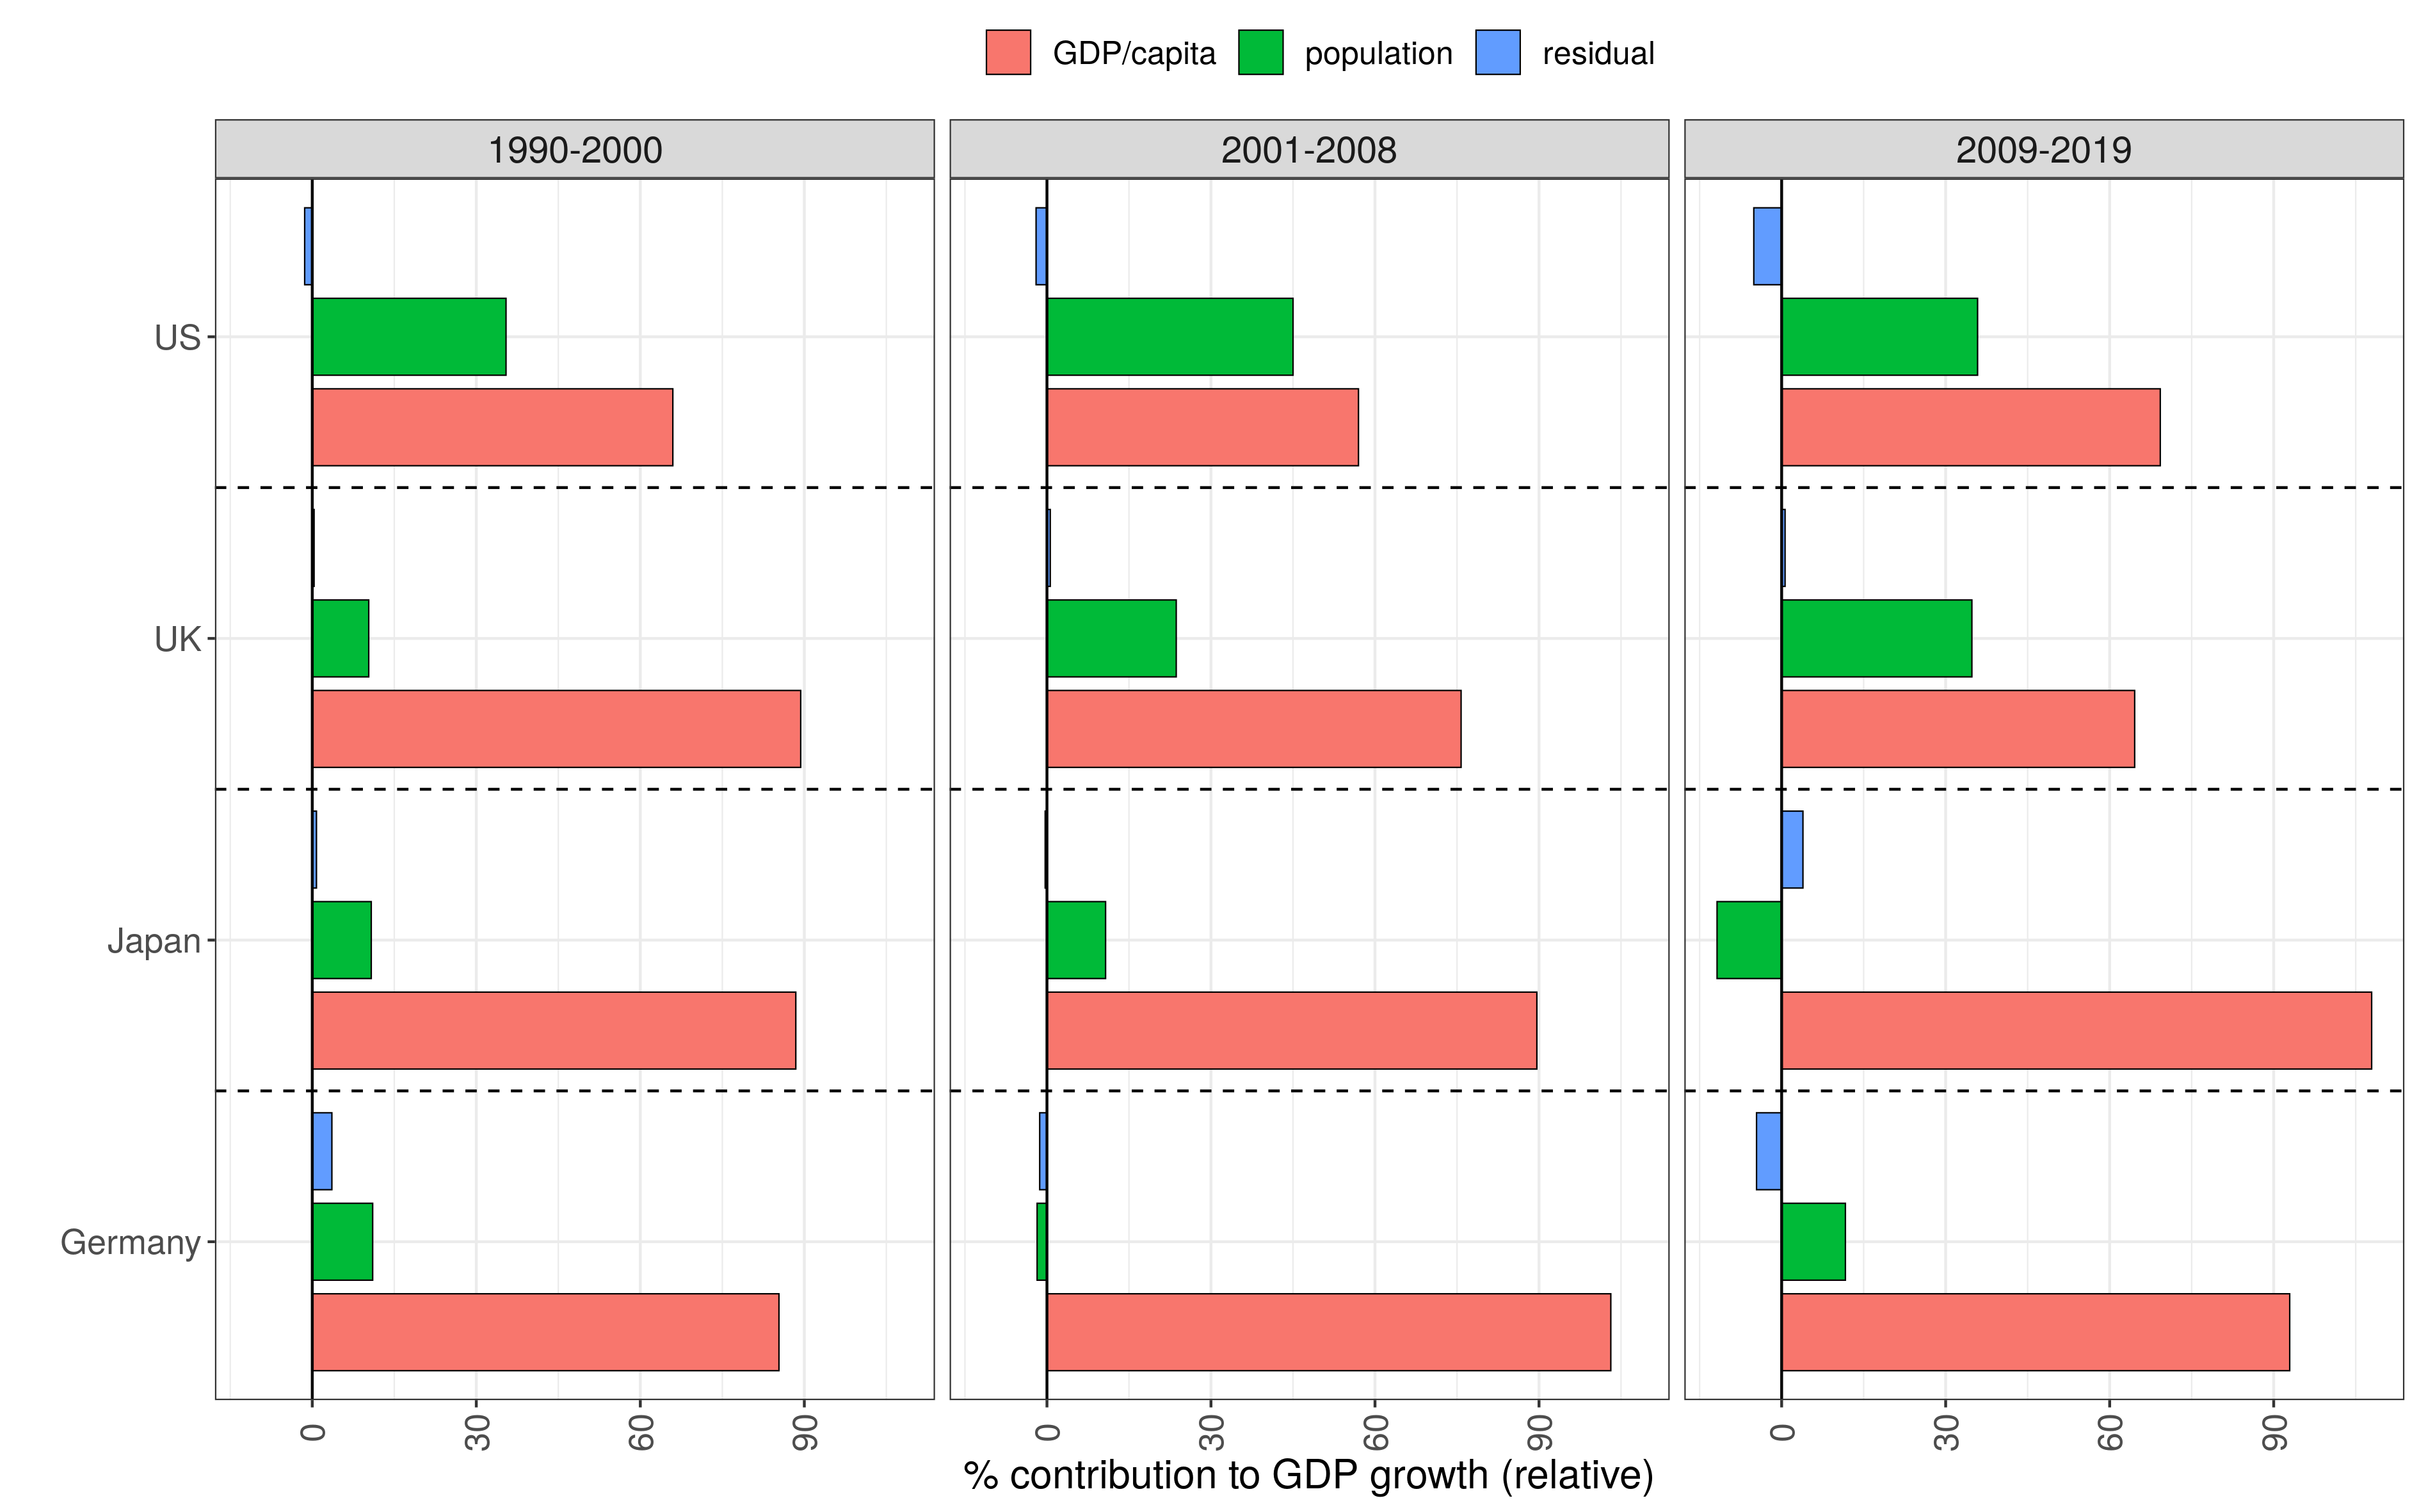 GDP/capita population residual
1990-2000 2001-2008 2009-2019
US
UK
Japan
Germany
0 30 60 90 0 30 60 90 0 30 60 90
% contribution to GDP growth (relative)